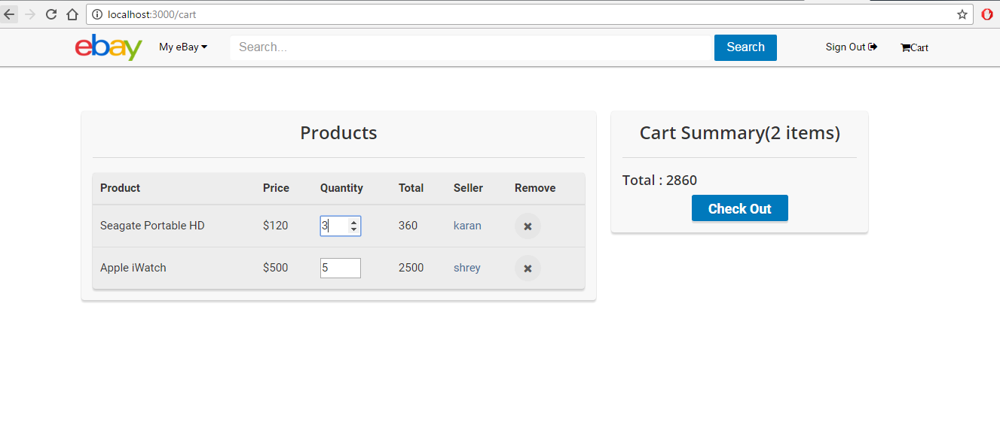 localhost:3000/cart
ebay My eBay Search... Search Sign Out Cart
Products
Product Price Quantity Total Seller Remove
Seagate Portable HD $120 3 360 karan
Apple iWatch $500 5 2500 shrey
Cart Summary(2 items)
Total : 2860
Check Out